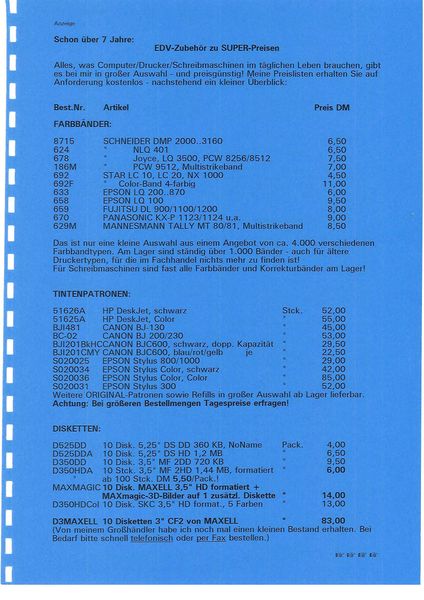 Anzeige
Schon über 7 Jahre:
EDV-Zubehör zu SUPER-Preisen
Alles, was Computer/Drucker/Schreibmaschinen im täglichen Leben brauchen, gibt
es bei mir in großer Auswahl - und preisgünstig! Meine Preislisten erhalten Sie auf
Anforderung kostenlos - nachstehend ein kleiner Überblick:
Best.Nr. Artikel Preis DM
FARBBÄNDER:
8715 SCHNEIDER DMP 2000..3160 6,50
624 " NLQ 401 6,50
678 " Joyce, LQ 3500, PCW 8256/8512 7,50
186M " PCW 9512, Multistrikeband 7,00
692 STAR LC 10, LC 20, NX 1000 4,50
692F " Color-Band 4-farbig 11,00
633 EPSON LQ 200..870 6,00
658 EPSON LQ 100 9,50
659 FUJITSU DL 900/1100/1200 8,00
670 PANASONIC KX-P 1123/1124 u.a. 9,00
629M MANNESMANN TALLY MT 80/81, Multistrikeband 8,50
Das ist nur eine kleine Auswahl aus einem Angebot von ca. 4.000 verschiedenen
Farbbandtypen. Am Lager sind ständig über 1.000 Bänder - auch für ältere
Druckertypen, für die im Fachhandel nichts mehr zu finden ist!
Für Schreibmaschinen sind fast alle Farbbänder und Korrekturbänder am Lager!
TINTENPATRONEN:
51626A HP DeskJet, schwarz Stck. 52,00
51625A HP DeskJet, Color " 55,00
BJI481 CANON BJ-130 " 45,00
BC-02 CANON BJ 200/230 " 53,00
BJI201BkHC CANON BJC600, schwarz, dopp. Kapazität " 29,50
BJI201CMY CANON BJC600, blau/rot/gelb je " 22,50
S020025 EPSON Stylus 800/1000 " 29,00
S020034 EPSON Stylus Color, schwarz " 42,00
S020036 EPSON Stylus Color, Color " 85,00
S020031 EPSON Stylus 300 " 52,00
Weitere ORIGINAL-Patronen sowie Refills in großer Auswahl ab Lager lieferbar.
Achtung: Bei größeren Bestellmengen Tagespreise erfragen!
DISKETTEN:
D525DD 10 Disk. 5,25" DS DD 360 KB, NoName Pack. 4,00
D525DDA 10 Disk. 5,25" DS HD 1,2 MB " 6,50
D350DD 10 Disk. 3,5" MF 2DD 720 KB " 9,50
D350HDA 10 Stck. 3,5" MF 2HD 1,44 MB, formatiert " 6,00
" ab 100 Stck. DM 5,50/Pack.!
MAXMAGIC 10 Disk. MAXELL 3,5" HD formatiert +
MAXmagic-3D-Bilder auf 1 zusätzl. Diskette " 14,00
D350HDCol 10 Disk. SKC 3,5" HD format., 5 Farben " 13,00
D3MAXELL 10 Disketten 3" CF2 von MAXELL " 83,00
(Von meinem Großhändler habe ich noch mal einen kleinen Bestand erhalten. Bei
Bedarf bitte schnell telefonisch oder per Fax bestellen.)